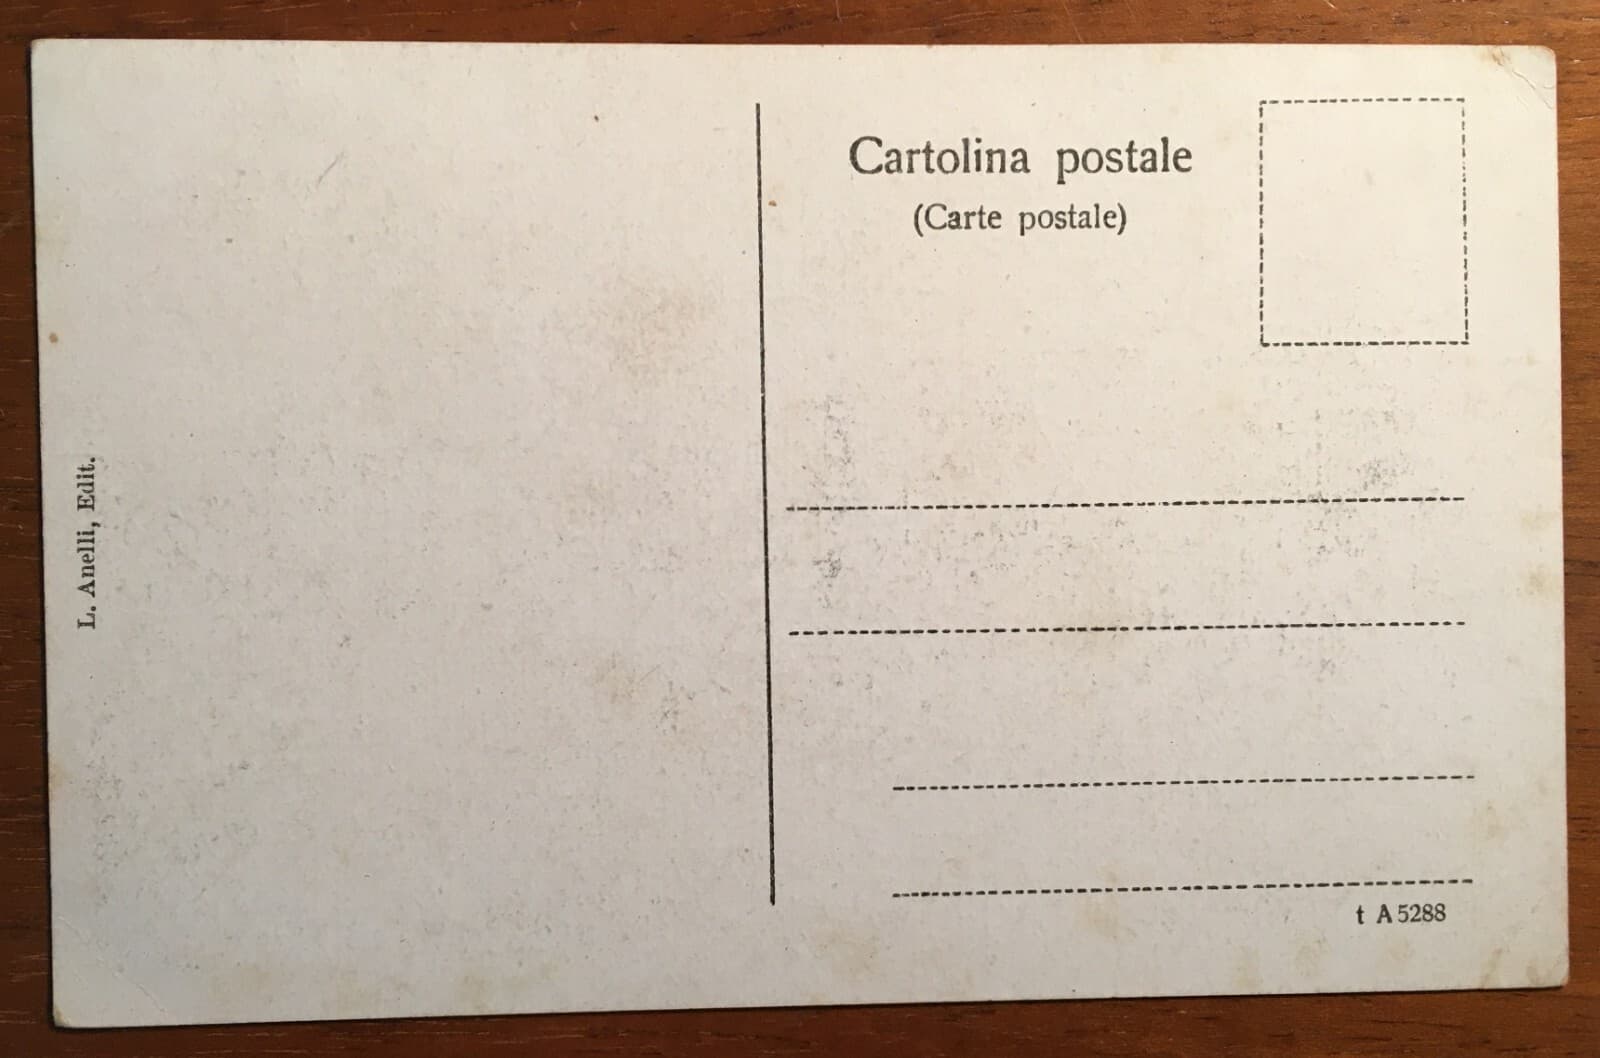 Cartolina postale
(Carte postale)
L. Anelli, Edit.
t A 5288